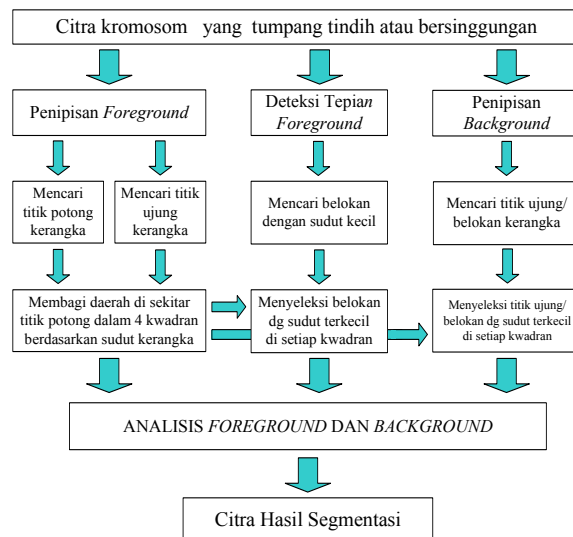 Citra kromosom yang tumpang tindih atau bersinggungan
Penipisan Foreground
Deteksi Tepian
Foreground
Penipisan
Background
Mencari
titik potong
kerangka
Mencari titik
ujung
kerangka
Mencari belokan
dengan sudut kecil
Mencari titik ujung/
belokan kerangka
Membagi daerah di sekitar
titik potong dalam 4 kwadran
berdasarkan sudut kerangka
Menyeleksi belokan
dg sudut terkecil
di setiap kwadran
Menyeleksi titik ujung/
belokan dg sudut terkecil
di setiap kwadran
ANALISIS FOREGROUND DAN BACKGROUND
Citra Hasil Segmentasi